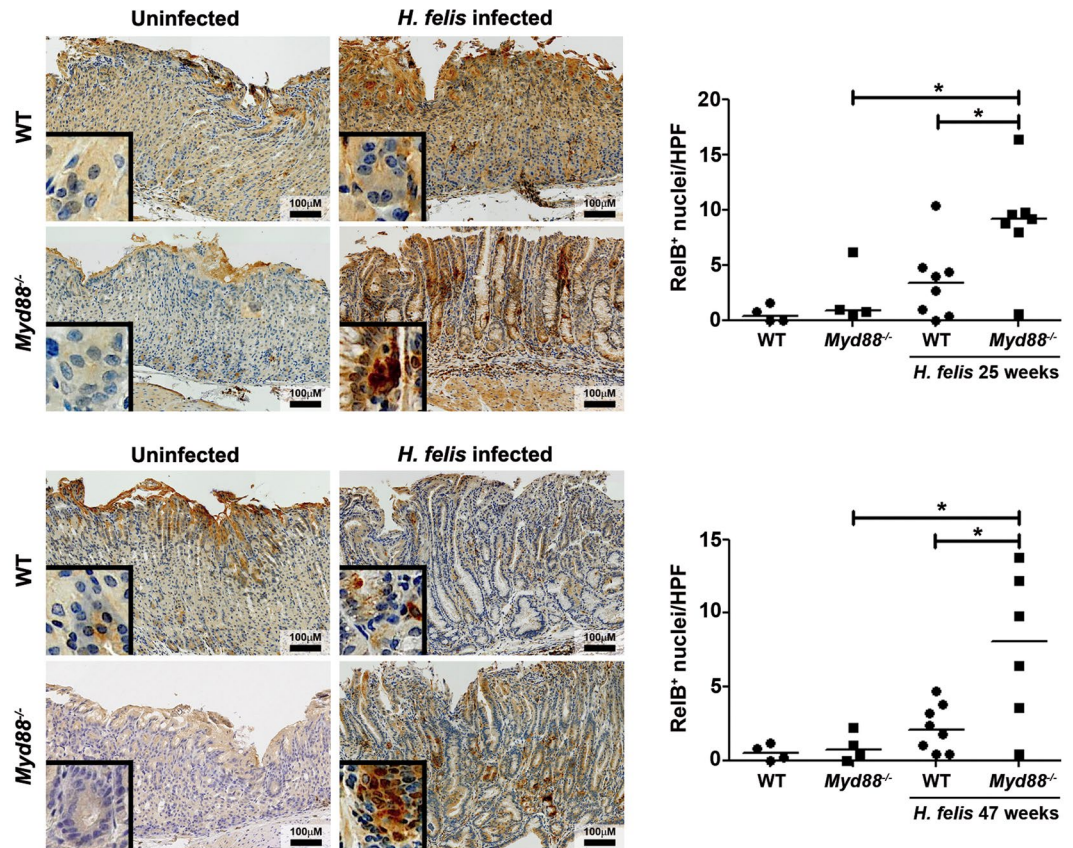 Uninfected
H. felis infected
WT
100µM
100µM
Myd88-/-
100µM
100µM
20
15
10
5
0
RelB+ nuclei/HPF
*
*
WT
Myd88-/-
WT
Myd88-/-
H. felis 25 weeks
Uninfected
H. felis infected
WT
100µM
100µM
Myd88-/-
100µM
100µM
15
10
5
0
RelB+ nuclei/HPF
*
*
WT
Myd88-/-
WT
Myd88-/-
H. felis 47 weeks